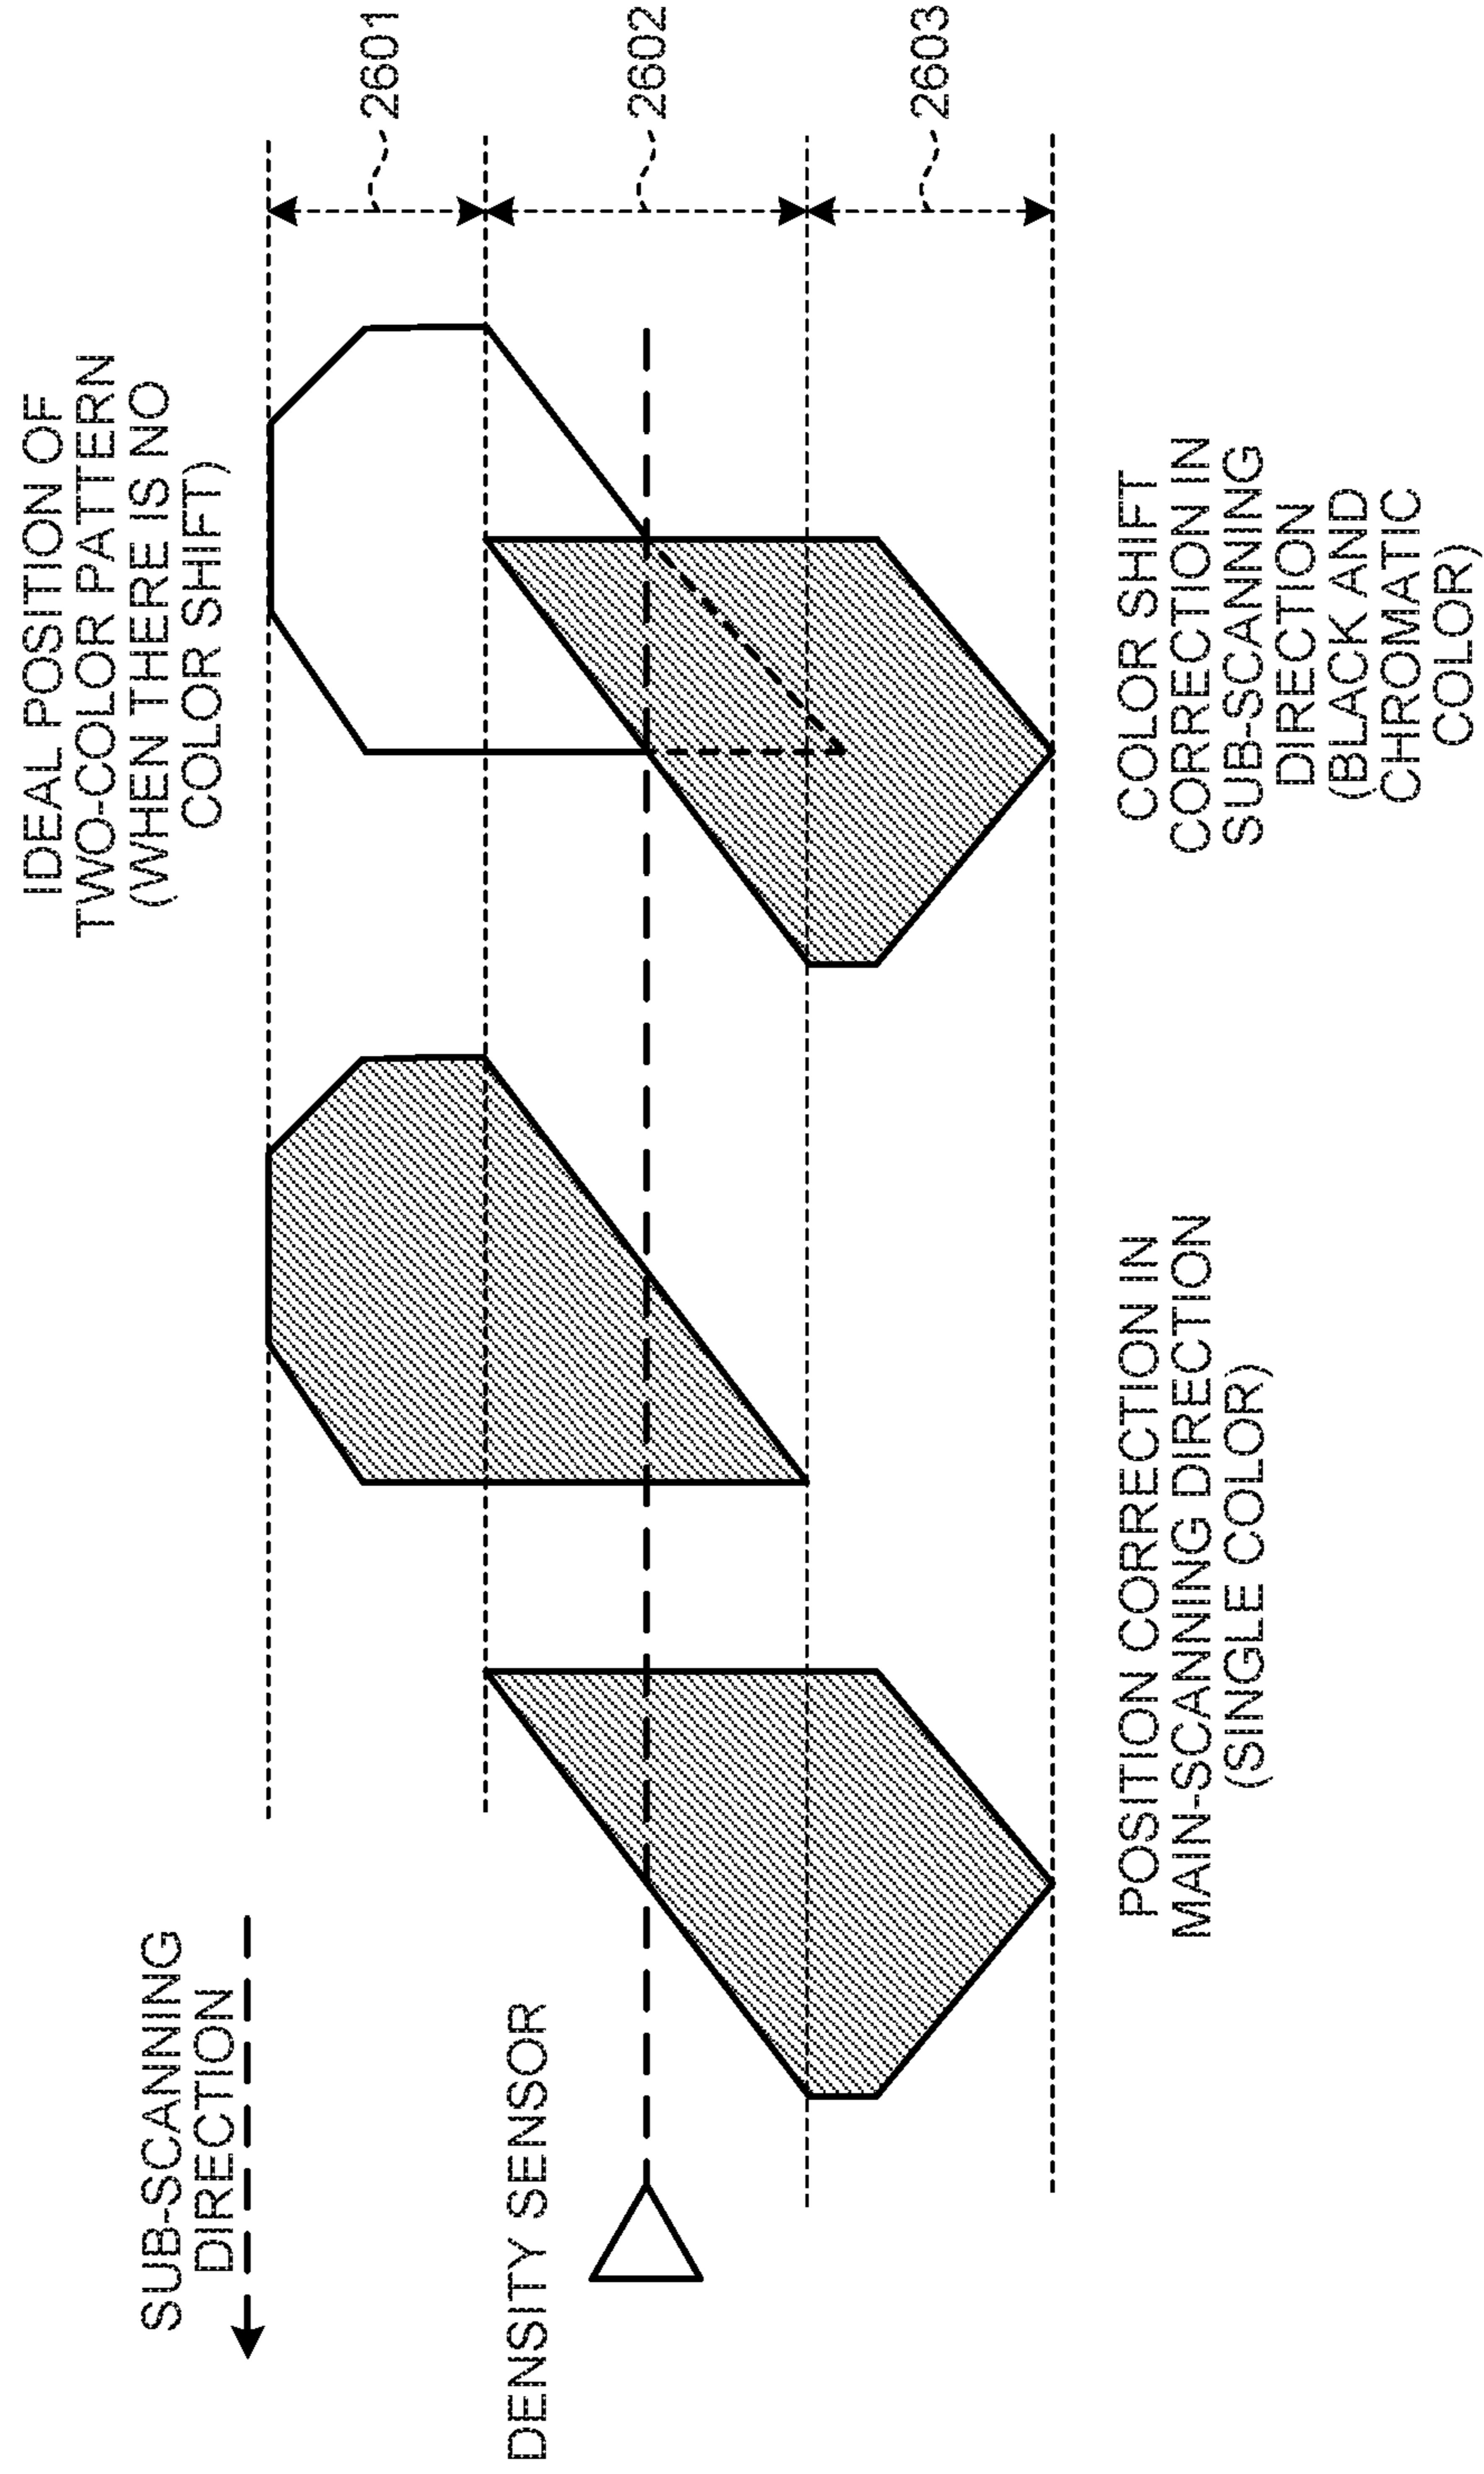 SUB-SCANNING
DIRECTION
DENSITY SENSOR
IDEAL POSITION OF
TWO-COLOR PATTERN
(WHEN THERE IS NO
COLOR SHIFT)
2601
2602
2603
POSITION CORRECTION IN
MAIN-SCANNING DIRECTION
(SINGLE COLOR)
COLOR SHIFT
CORRECTION IN
SUB-SCANNING
DIRECTION
(BLACK AND
CHROMATIC
COLOR)